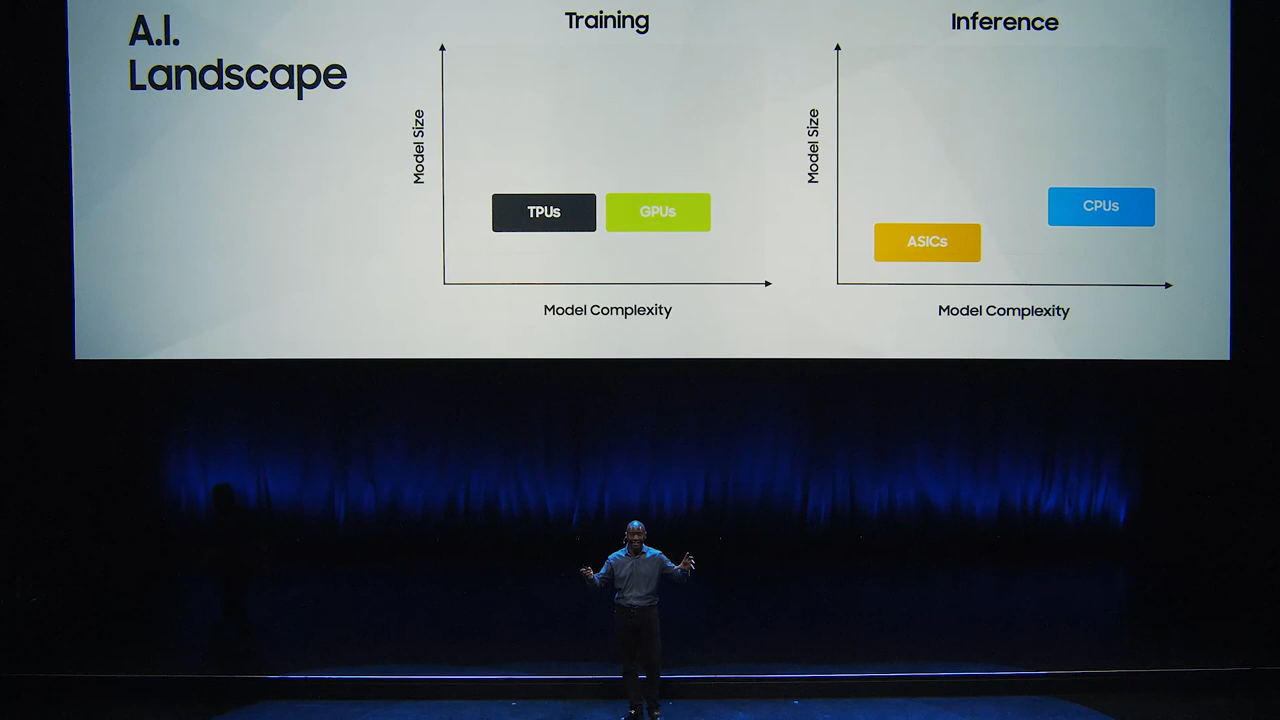 A.I.
Landscape
Training
Model Size
TPUs
GPUs
Model Complexity
Inference
Model Size
CPUs
ASICs
Model Complexity